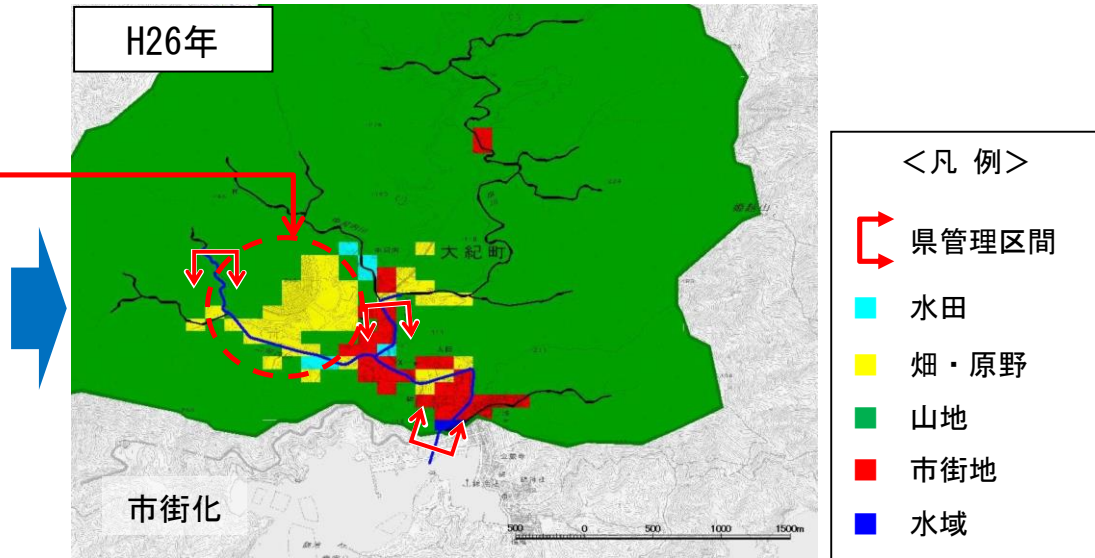 H26年
大紀町
市街化
500 0 500 1000 1500m
＜凡 例＞
県管理区間
水田
畑・原野
山地
市街地
水域